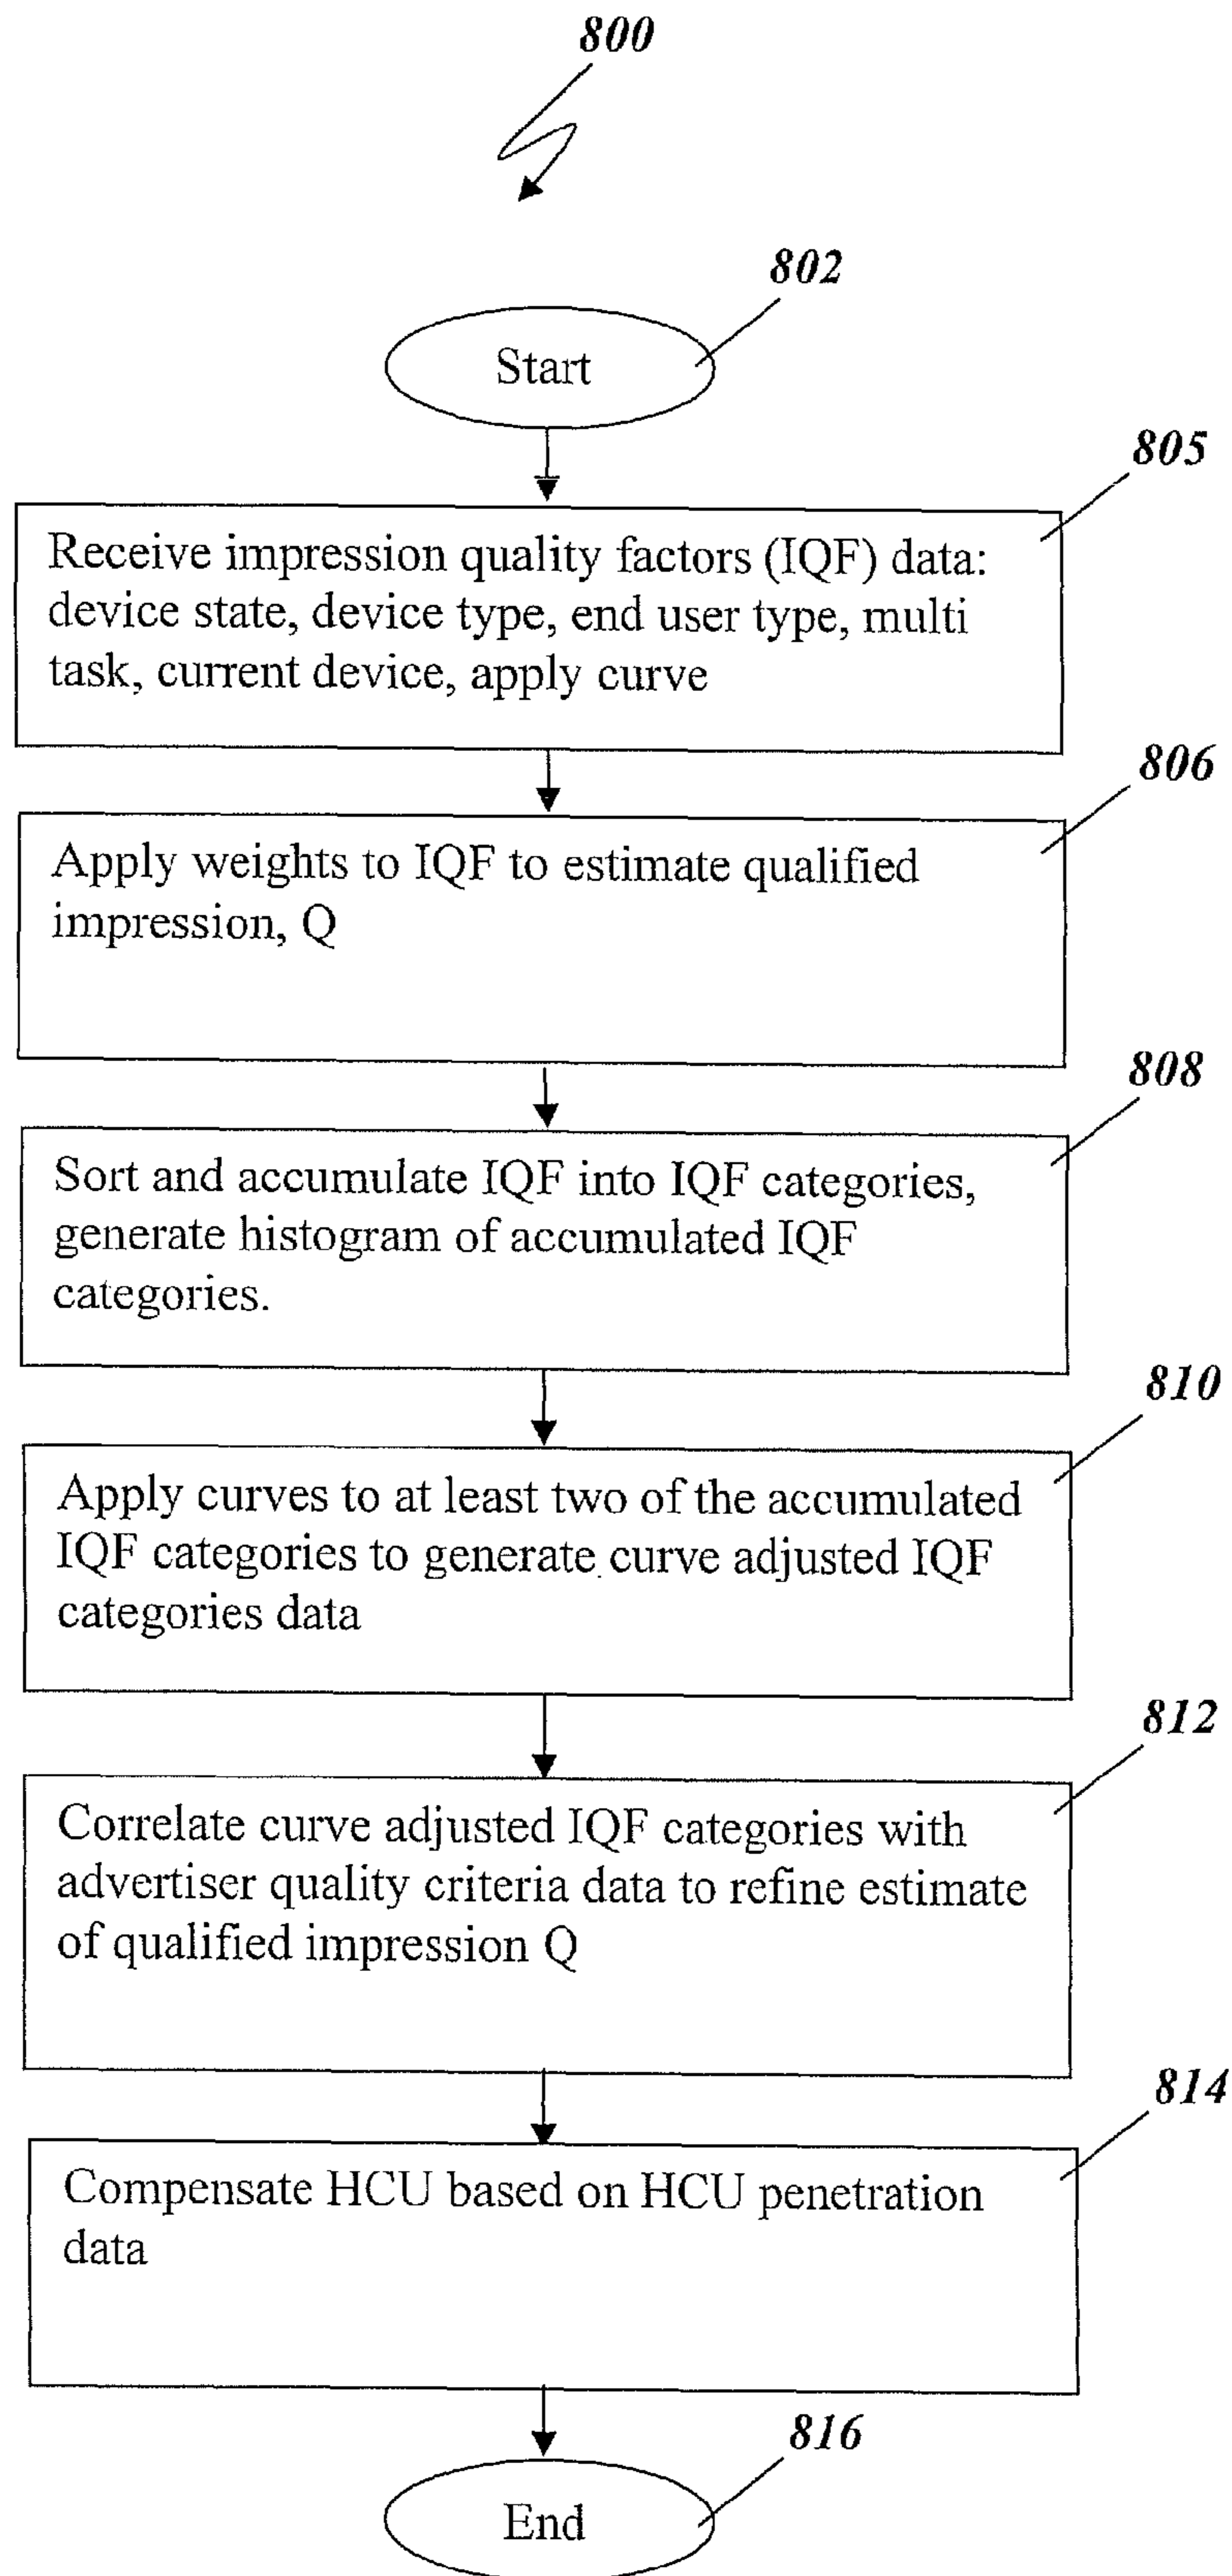 800
802
Start
805
Receive impression quality factors (IQF) data:
device state, device type, end user type, multi
task, current device, apply curve
806
Apply weights to IQF to estimate qualified
impression, Q
808
Sort and accumulate IQF into IQF categories,
generate histogram of accumulated IQF
categories.
810
Apply curves to at least two of the accumulated
IQF categories to generate curve adjusted IQF
categories data
812
Correlate curve adjusted IQF categories with
advertiser quality criteria data to refine estimate
of qualified impression Q
814
Compensate HCU based on HCU penetration
data
816
End